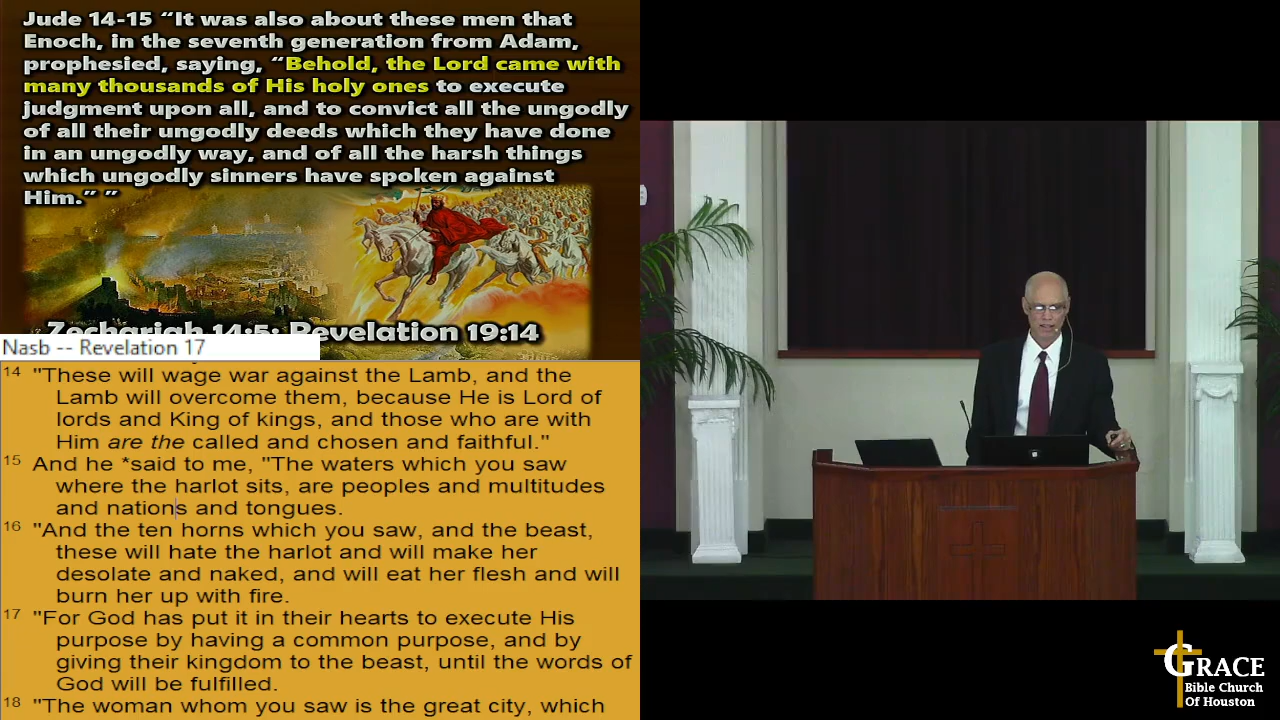 Jude 14-15 “It was also about these men that
Enoch, in the seventh generation from Adam,
prophesied, saying, “Behold, the Lord came with
many thousands of His holy ones to execute
judgment upon all, and to convict all the ungodly
of all their ungodly deeds which they have done
in an ungodly way, and of all the harsh things
which ungodly sinners have spoken against
Him.” ”
Zechariah 14:5; Revelation 19:14
Nasb -- Revelation 17
14 "These will wage war against the Lamb, and the
Lamb will overcome them, because He is Lord of
lords and King of kings, and those who are with
Him are the called and chosen and faithful."
15 And he *said to me, "The waters which you saw
where the harlot sits, are peoples and multitudes
and nations and tongues.
16 "And the ten horns which you saw, and the beast,
these will hate the harlot and will make her
desolate and naked, and will eat her flesh and will
burn her up with fire.
17 "For God has put it in their hearts to execute His
purpose by having a common purpose, and by
giving their kingdom to the beast, until the words of
God will be fulfilled.
18 "The woman whom you saw is the great city, which
GRACE
Bible Church
Of Houston